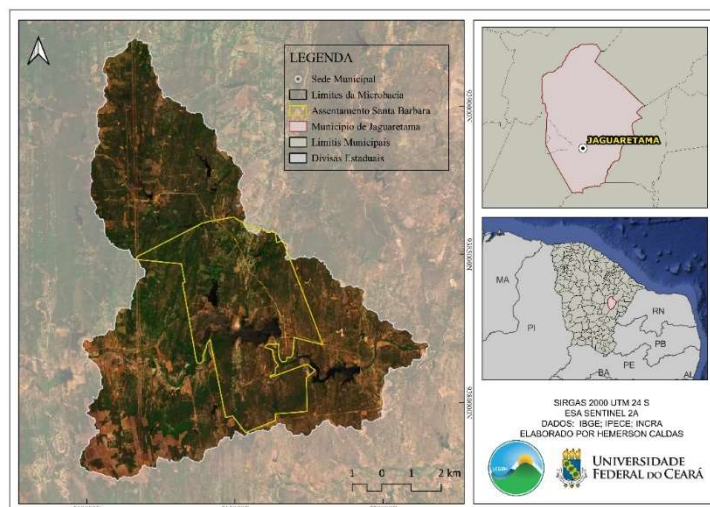 LEGENDA
Sede Municipal
Limites da Microbacia
Assentamento Santa Barbara
Município de Jaguaretama
Limitis Municipais
Divisas Estaduais
1 0 1 2 km
JAGUARETAMA
MA
PI
RN
PB
PE
BA
AL
SIRGAS 2000 UTM 24 S
ESA SENTINEL 2A
DADOS: IBGE; IPECE; INCRA
ELABORADO POR HEMERSON CALDAS
UNIVERSIDADE
FEDERAL DO CEARÁ